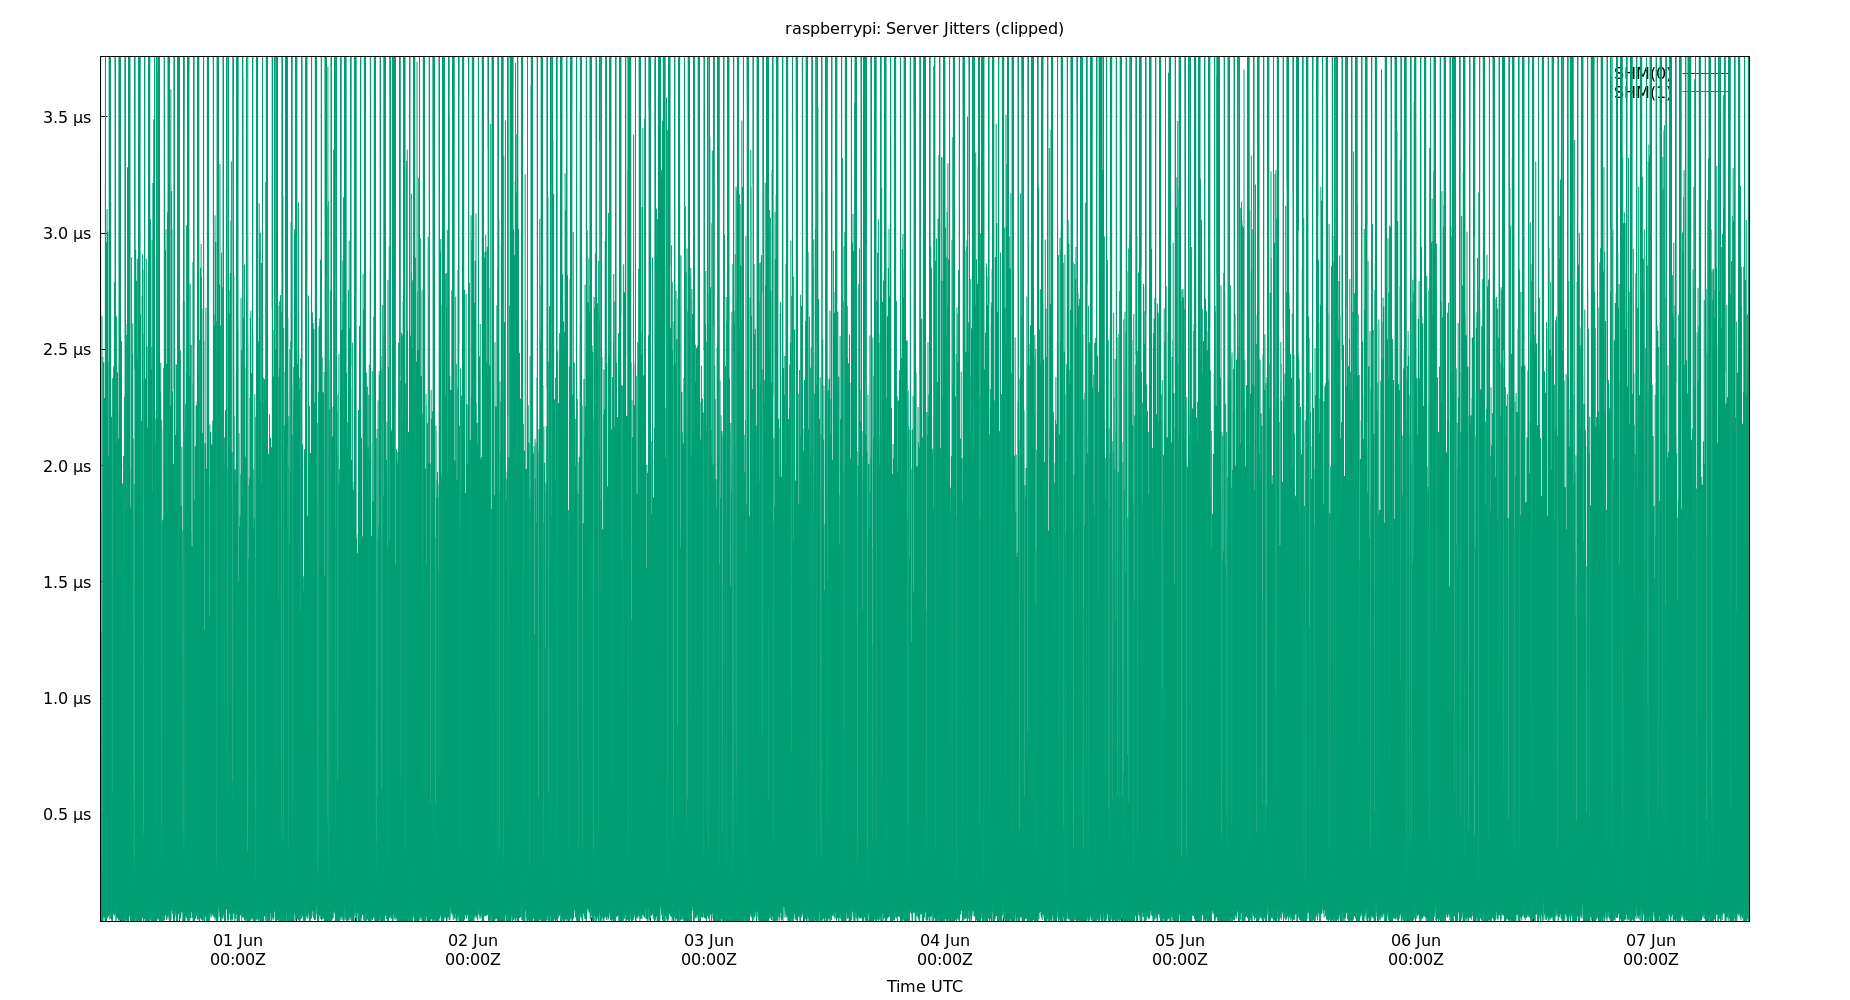 raspberrypi: Server Jitters (clipped)
SHM(0)
SHM(1)
3.5 μs
3.0 μs
2.5 μs
2.0 μs
1.5 μs
1.0 μs
0.5 μs
01 Jun 02 Jun 03 Jun 04 Jun 05 Jun 06 Jun 07 Jun
00:00Z 00:00Z 00:00Z 00:00Z 00:00Z 00:00Z 00:00Z
Time UTC